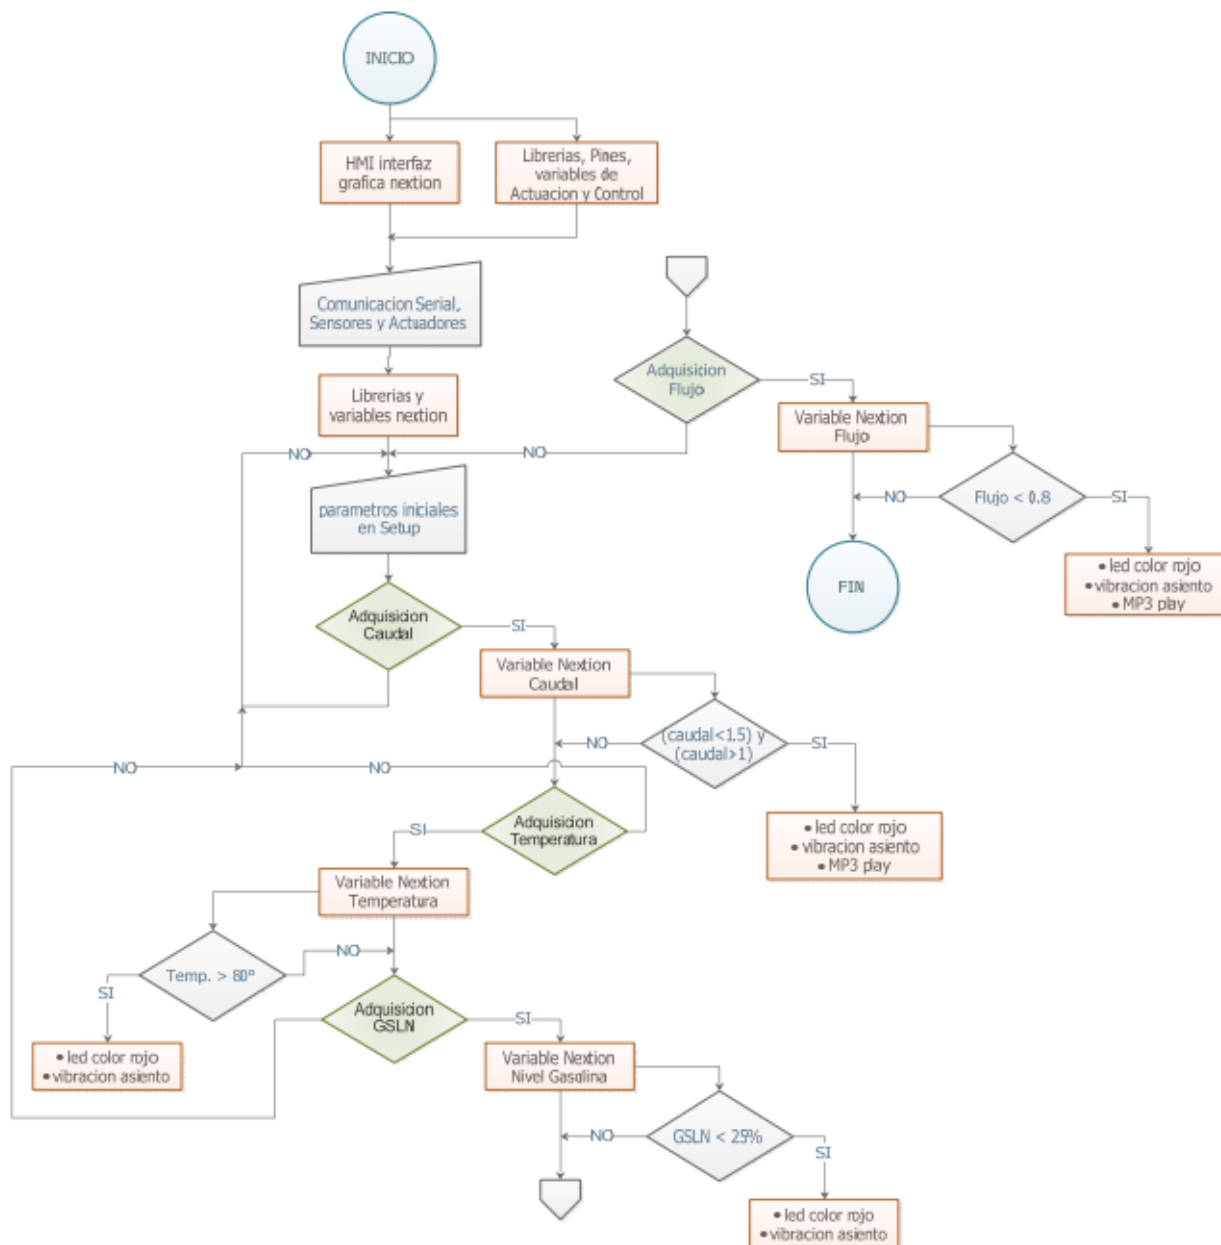 INICIO
HMI interfaz
grafica nextion
Librerias, Pines,
variables de
Actuacion y Control
Comunicacion Serial,
Sensores y Actuadores
Librerias y
variables nextion
NO
NO
parametros iniciales
en Setup
Adquisicion
Flujo
SI
Variable Nextion
Flujo
NO
Flujo < 0.8
SI
FIN
• led color rojo
• vibracion asiento
• MP3 play
Adquisicion
Caudal
SI
Variable Nextion
Caudal
NO
(caudal<1.5) y
(caudal>1)
SI
• led color rojo
• vibracion asiento
• MP3 play
NO
NO
Adquisicion
Temperatura
SI
Variable Nextion
Temperatura
NO
Temp. > 80°
SI
• led color rojo
• vibracion asiento
Adquisicion
GSLN
SI
Variable Nextion
Nivel Gasolina
NO
GSLN < 25%
SI
• led color rojo
• vibracion asiento